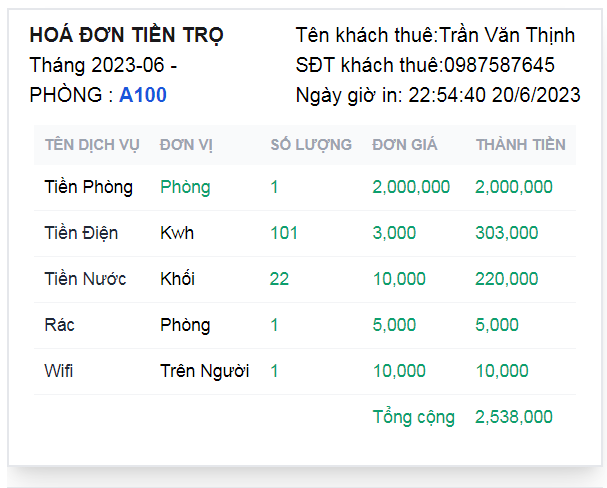 HOÁ ĐƠN TIỀN TRỌ
Tháng 2023-06 -
PHÒNG : A100
Tên khách thuê:Trần Văn Thịnh
SĐT khách thuê:0987587645
Ngày giờ in: 22:54:40 20/6/2023
TÊN DỊCH VỤ ĐƠN VỊ SỐ LƯỢNG ĐƠN GIÁ THÀNH TIỀN
Tiền Phòng Phòng 1 2,000,000 2,000,000
Tiền Điện Kwh 101 3,000 303,000
Tiền Nước Khối 22 10,000 220,000
Rác Phòng 1 5,000 5,000
Wifi Trên Người 1 10,000 10,000
Tổng cộng 2,538,000